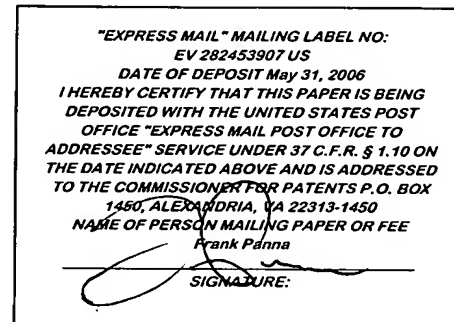 "EXPRESS MAIL" MAILING LABEL NO:
EV 282453907 US
DATE OF DEPOSIT May 31, 2006
I HEREBY CERTIFY THAT THIS PAPER IS BEING
DEPOSITED WITH THE UNITED STATES POST
OFFICE "EXPRESS MAIL POST OFFICE TO
ADDRESSEE" SERVICE UNDER 37 C.F.R. § 1.10 ON
THE DATE INDICATED ABOVE AND IS ADDRESSED
TO THE COMMISSIONER FOR PATENTS P.O. BOX
1450, ALEXANDRIA, VA 22313-1450
NAME OF PERSON MAILING PAPER OR FEE
Frank Panna
SIGNATURE: